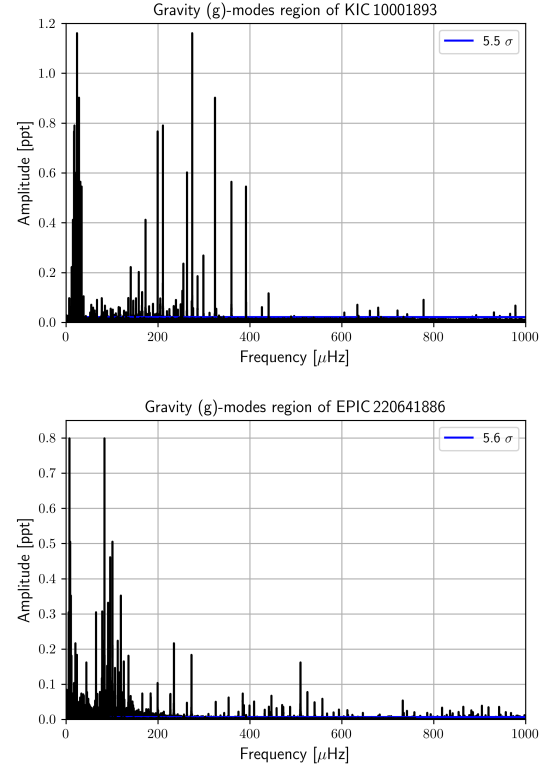 Gravity (g)-modes region of KIC 10001893
1.2
1.0
0.8
0.6
0.4
0.2
0.0
Amplitude [ppt]
5.5 σ
0 200 400 600 800 1000
Frequency [μHz]
Gravity (g)-modes region of EPIC 220641886
0.8
0.7
0.6
0.5
0.4
0.3
0.2
0.1
0.0
Amplitude [ppt]
5.6 σ
0 200 400 600 800 1000
Frequency [μHz]